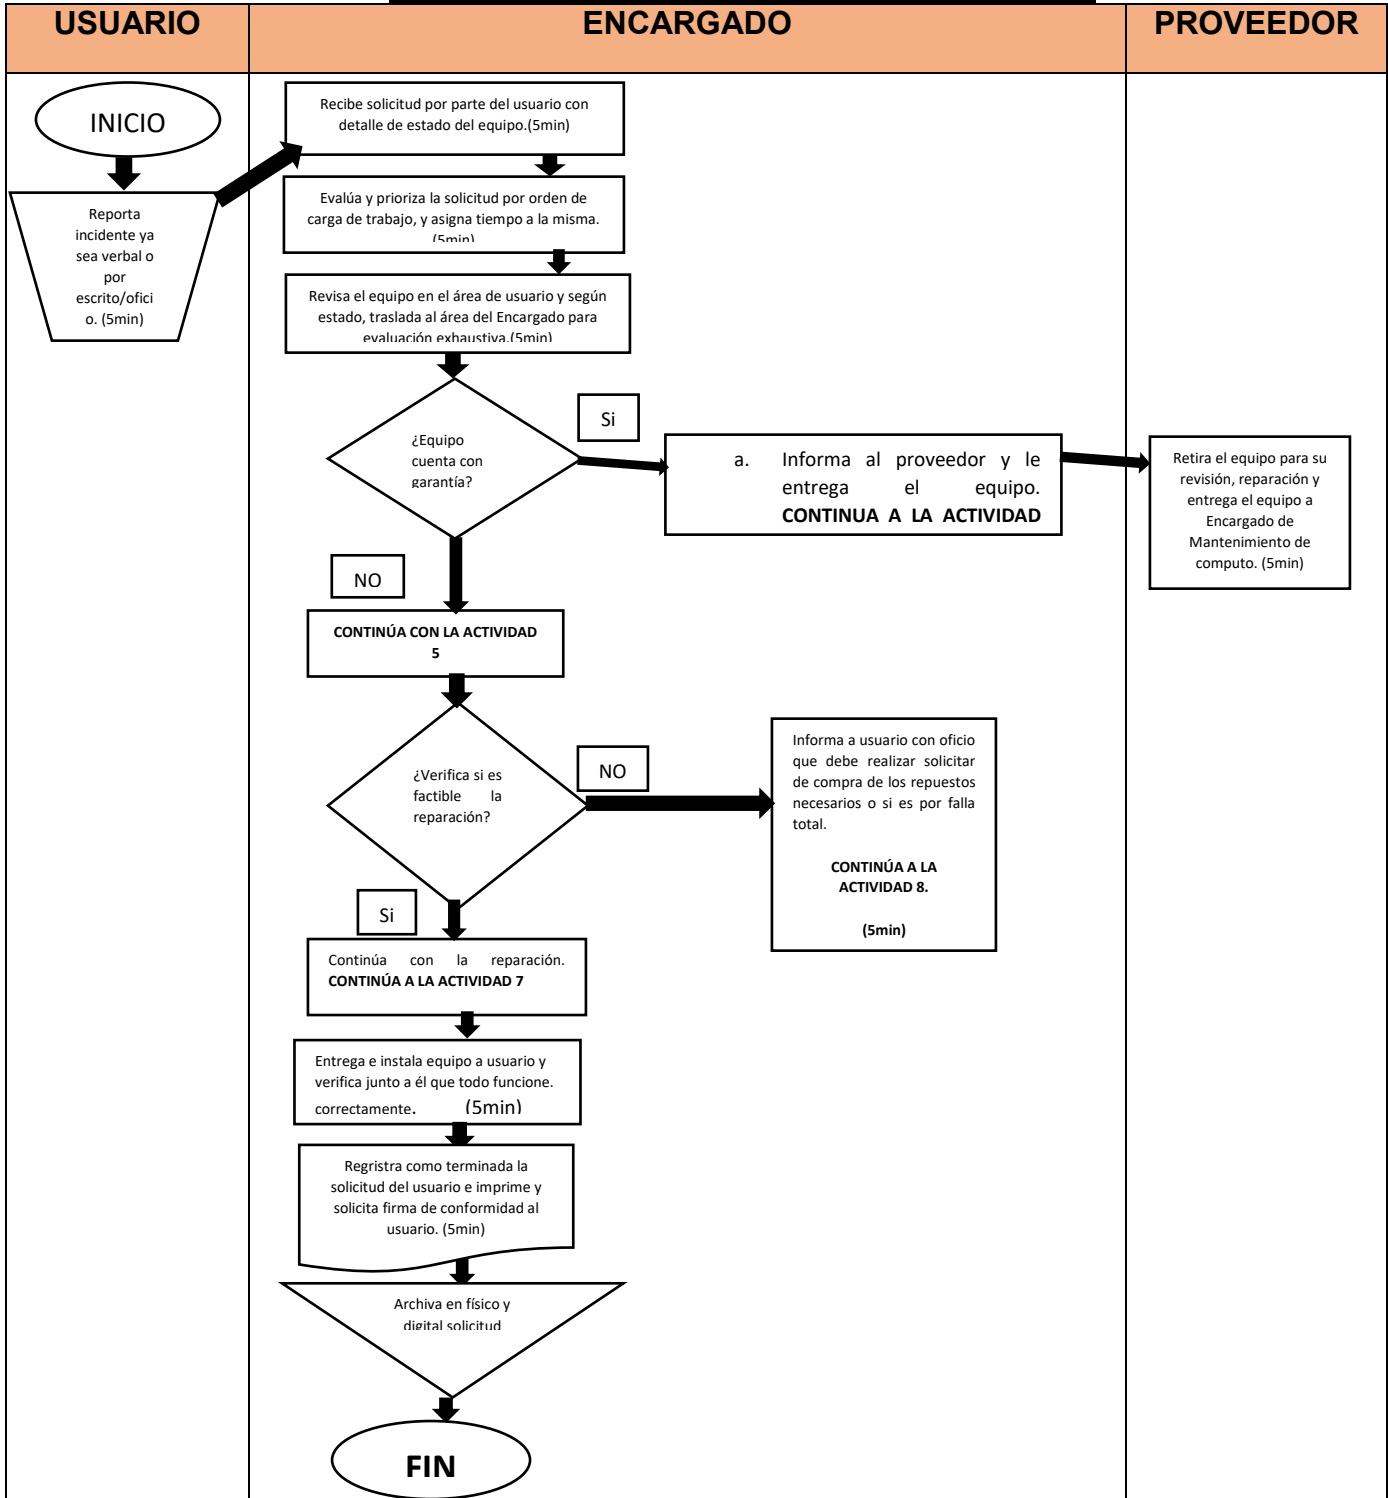 USUARIO
ENCARGADO
PROVEEDOR
INICIO
Reporta
incidente ya
sea verbal o
por
escrito/ofici
o. (5min)
Recibe solicitud por parte del usuario con
detalle de estado del equipo.(5min)
Evalúa y prioriza la solicitud por orden de
carga de trabajo, y asigna tiempo a la misma.
(5min)
Revisa el equipo en el área de usuario y según
estado, traslada al área del Encargado para
evaluación exhaustiva.(5min)
¿Equipo
cuenta con
garantía?
Si
a. Informa al proveedor y le
entrega el equipo.
CONTINUA A LA ACTIVIDAD
Retira el equipo para su
revisión, reparación y
entrega el equipo a
Encargado de
Mantenimiento de
computo. (5min)
NO
CONTINÚA CON LA ACTIVIDAD
5
¿Verifica si es
factible la
reparación?
NO
Informa a usuario con oficio
que debe realizar solicitar
de compra de los repuestos
necesarios o si es por falla
total.
CONTINÚA A LA
ACTIVIDAD 8.
(5min)
Si
Continúa con la reparación.
CONTINÚA A LA ACTIVIDAD 7
Entrega e instala equipo a usuario y
verifica junto a él que todo funcione.
correctamente. (5min)
Regristra como terminada la
solicitud del usuario e imprime y
solicita firma de conformidad al
usuario. (5min)
Archiva en físico y
digital solicitud
FIN